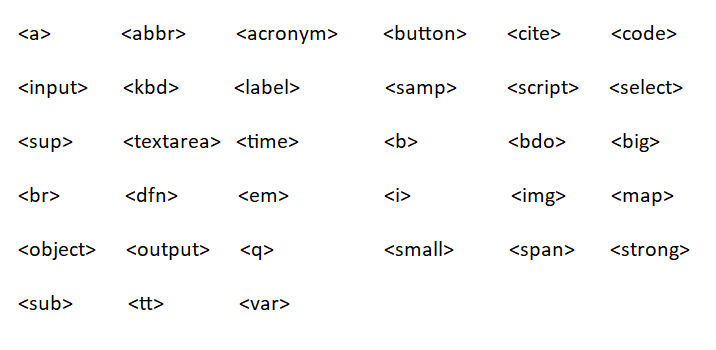 <a> <abbr> <acronym> <button> <cite> <code>
<input> <kbd> <label> <samp> <script> <select>
<sup> <textarea> <time> <b> <bdo> <big>
<br> <dfn> <em> <i> <img> <map>
<object> <output> <q> <small> <span> <strong>
<sub> <tt> <var>